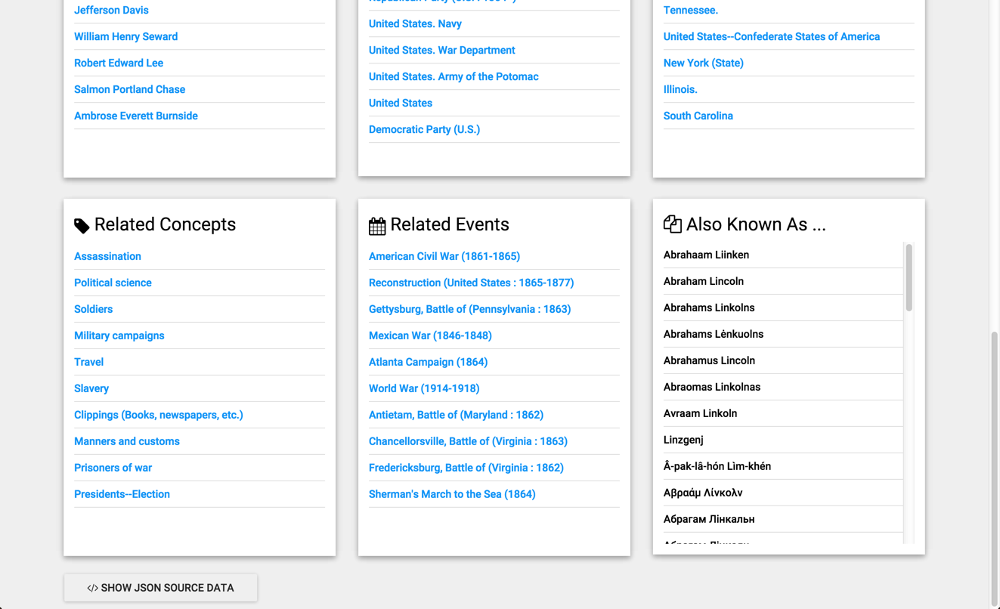 Jefferson Davis
William Henry Seward
Robert Edward Lee
Salmon Portland Chase
Ambrose Everett Burnside
United States. Navy
United States. War Department
United States. Army of the Potomac
United States
Democratic Party (U.S.)
Tennessee.
United States--Confederate States of America
New York (State)
Illinois.
South Carolina
Related Concepts
Assassination
Political science
Soldiers
Military campaigns
Travel
Slavery
Clippings (Books, newspapers, etc.)
Manners and customs
Prisoners of war
Presidents--Election
Related Events
American Civil War (1861-1865)
Reconstruction (United States : 1865-1877)
Gettysburg, Battle of (Pennsylvania : 1863)
Mexican War (1846-1848)
Atlanta Campaign (1864)
World War (1914-1918)
Antietam, Battle of (Maryland : 1862)
Chancellorsville, Battle of (Virginia : 1863)
Fredericksburg, Battle of (Virginia : 1862)
Sherman's March to the Sea (1864)
Also Known As ...
Abrahaam Liinken
Abraham Lincoln
Abrahams Linkolns
Abrahams Lėnkuolns
Abrahamus Lincoln
Abraomas Linkolnas
Avraam Linkoln
Linzgenj
Â-pak-lâ-hón Lìm-khén
Αβραάμ Λίνκολν
Абрагам Лінкальн
</> SHOW JSON SOURCE DATA